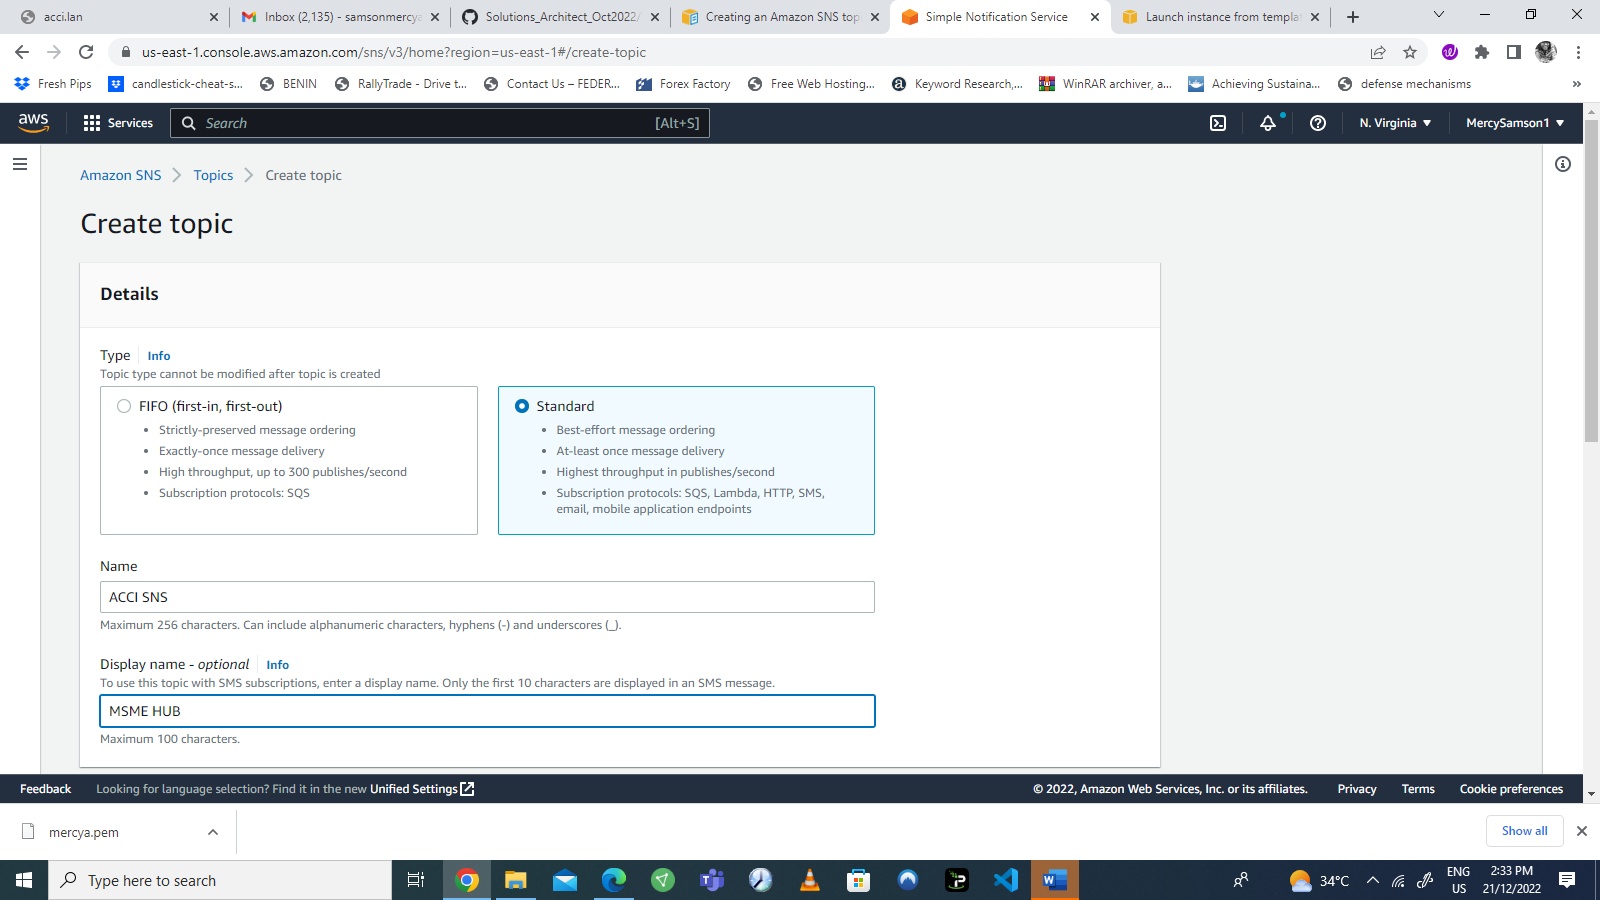 acci.lan
Inbox (2,135) - samsonmercya
Solutions_Architect_Oct2022/
Creating an Amazon SNS top
Simple Notification Service
Launch instance from templa
us-east-1.console.aws.amazon.com/sns/v3/home?region=us-east-1#/create-topic
Fresh Pips
candlestick-cheat-s...
BENIN
RallyTrade - Drive t...
Contact Us – FEDER...
Forex Factory
Free Web Hosting...
Keyword Research,...
WinRAR archiver, a...
Achieving Sustaina...
defense mechanisms
»
aws
Services
Search
[Alt+S]
N. Virginia
MercySamson1
Amazon SNS
Topics
Create topic
Create topic
Details
Type
Info
Topic type cannot be modified after topic is created
FIFO (first-in, first-out)
• Strictly-preserved message ordering
• Exactly-once message delivery
• High throughput, up to 300 publishes/second
• Subscription protocols: SQS
Standard
• Best-effort message ordering
• At-least once message delivery
• Highest throughput in publishes/second
• Subscription protocols: SQS, Lambda, HTTP, SMS,
email, mobile application endpoints
Name
ACCI SNS
Maximum 256 characters. Can include alphanumeric characters, hyphens (-) and underscores (_).
Display name - optional
Info
To use this topic with SMS subscriptions, enter a display name. Only the first 10 characters are displayed in an SMS message.
MSME HUB
Maximum 100 characters.
Feedback
Looking for language selection? Find it in the new Unified Settings
© 2022, Amazon Web Services, Inc. or its affiliates.
Privacy
Terms
Cookie preferences
mercya.pem
Show all
Type here to search
34°C
ENG
US
2:33 PM
21/12/2022